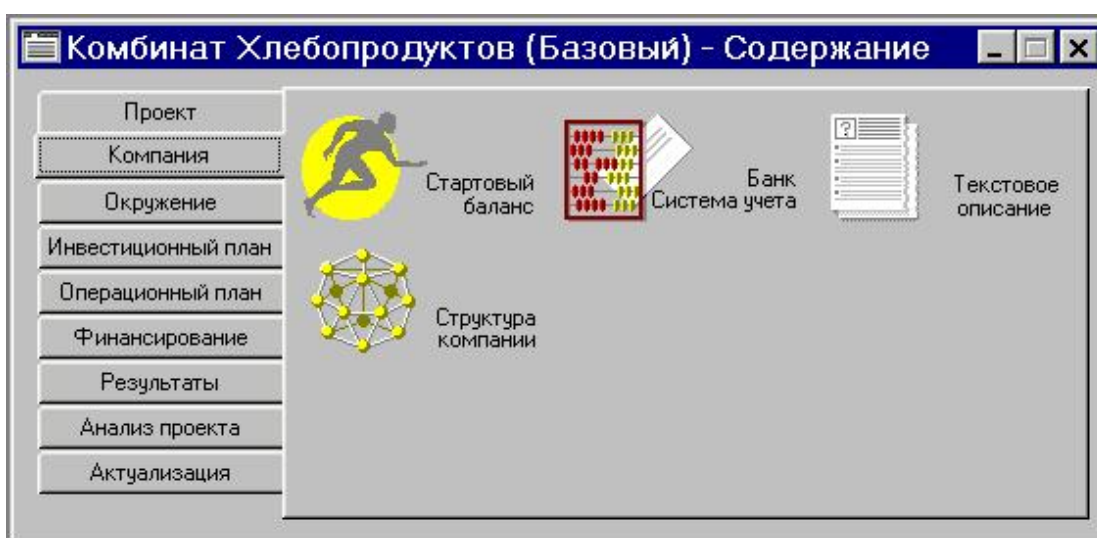 Комбинат Хлебопродуктов (Базовый) - Содержание
Проект
Компания
Окружение
Инвестиционный план
Операционный план
Финансирование
Результаты
Анализ проекта
Актуализация
Стартовый
баланс
Банк
Система учета
Текстовое
описание
Структура
компании